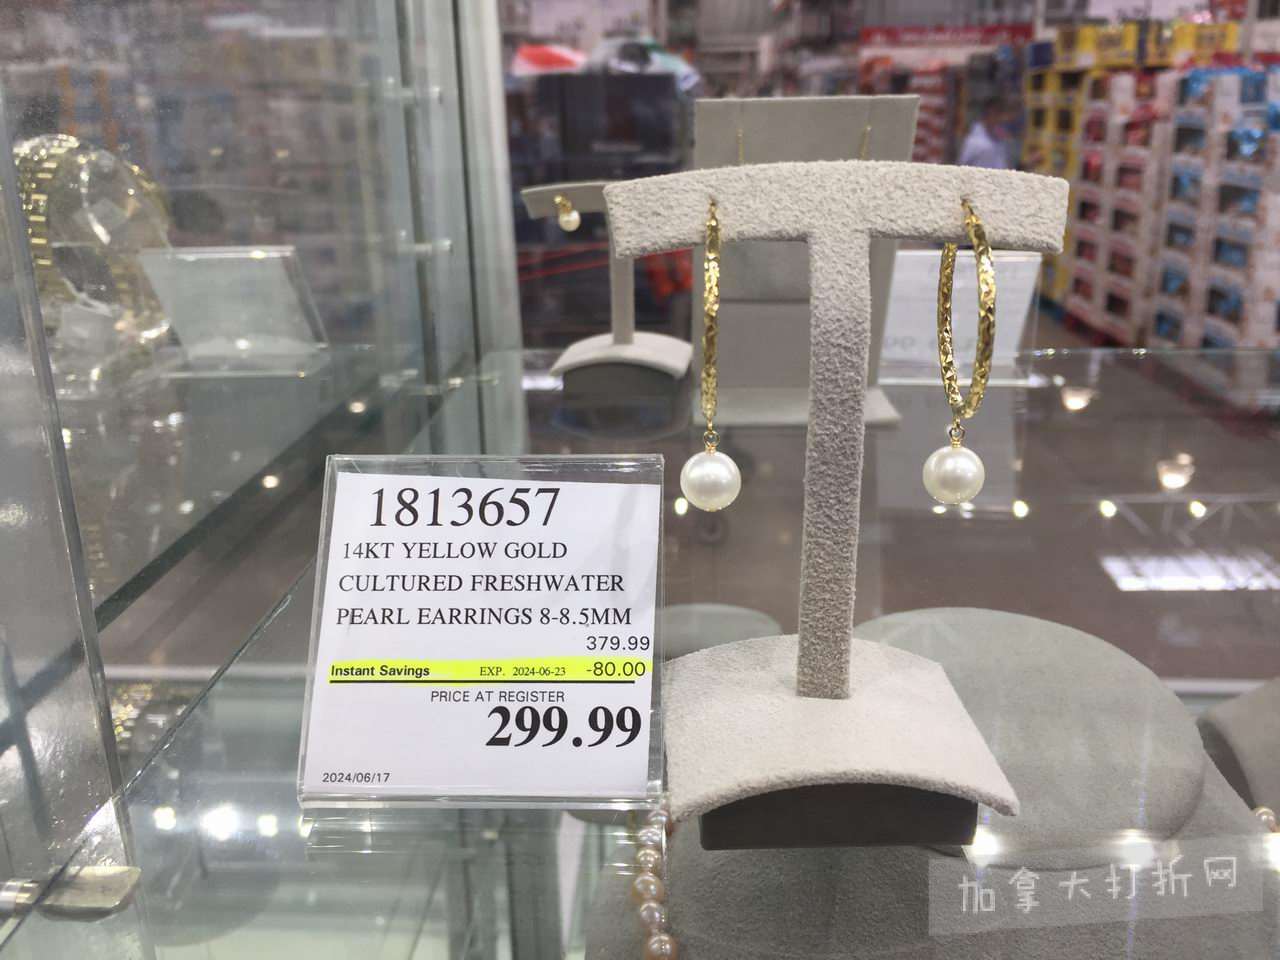 1813657
14KT YELLOW GOLD
CULTURED FRESHWATER
PEARL EARRINGS 8-8.5MM
379.99
Instant Savings EXP. 2024-06-23 -80.00
PRICE AT REGISTER
299.99
2024/06/17
加拿大打折网